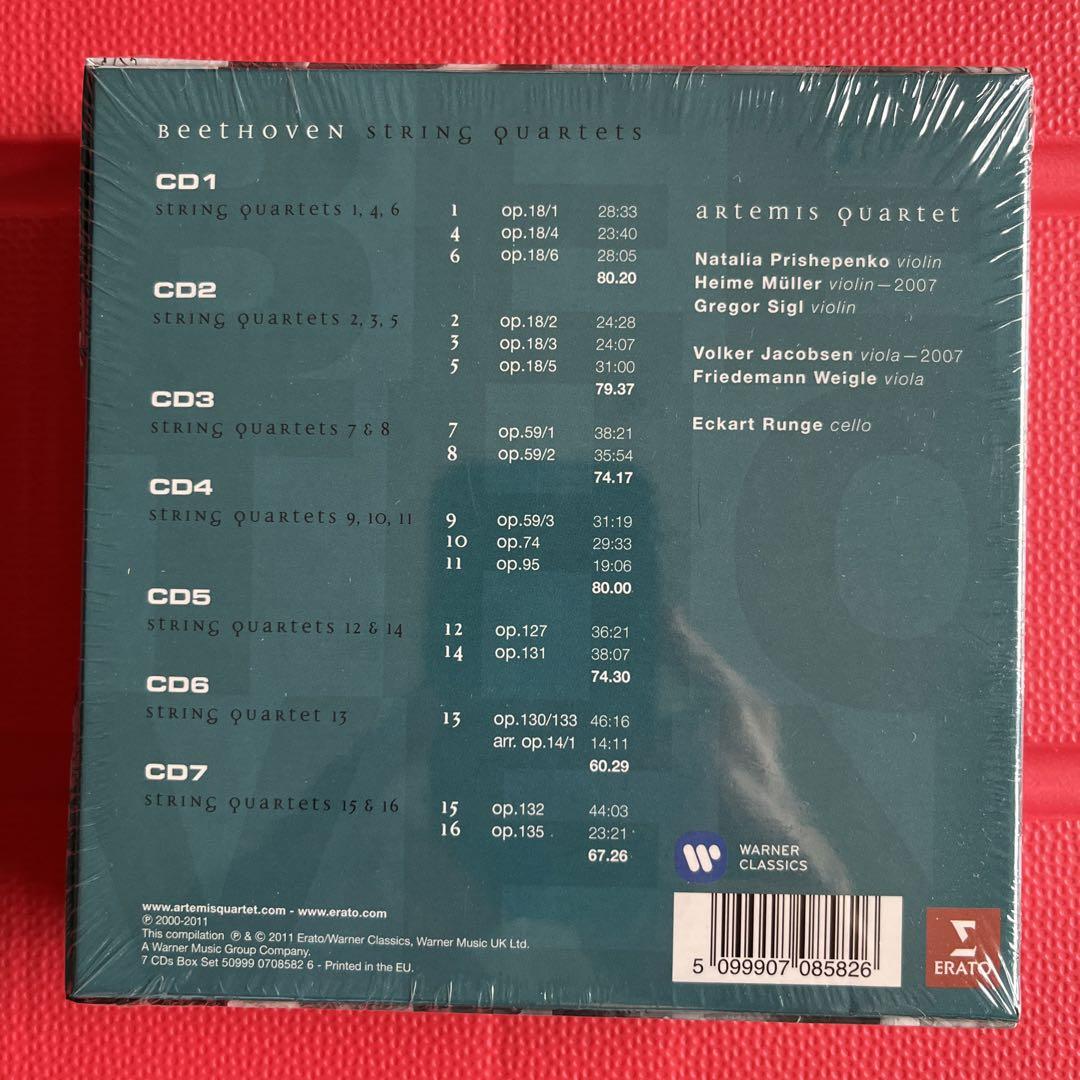 Beethoven String Quartets
CD1
String Quartets 1, 4, 6
1 op.18/1 28:33
4 op.18/4 23:40
6 op.18/6 28:05
80.20
CD2
String Quartets 2, 3, 5
2 op.18/2 24:28
3 op.18/3 24:07
5 op.18/5 31:00
79.37
CD3
String Quartets 7 & 8
7 op.59/1 38:21
8 op.59/2 35:54
74.17
CD4
String Quartets 9, 10, 11
9 op.59/3 31:19
10 op.74 29:33
11 op.95 19:06
80.00
CD5
String Quartets 12 & 14
12 op.127 36:21
14 op.131 38:07
74.30
CD6
String Quartet 13
13 op.130/133 46:16
arr. op.14/1 14:11
60.29
CD7
String Quartets 15 & 16
15 op.132 44:03
16 op.135 23:21
67.26
Artemis Quartet
Natalia Prishepenko violin
Heime Müller violin – 2007
Gregor Sigl violin
Volker Jacobsen viola – 2007
Friedemann Weigle viola
Eckart Runge cello
WARNER
CLASSICS
www.artemisquartet.com - www.erato.com
℗ 2000-2011
This compilation ℗ & © 2011 Erato/Warner Classics, Warner Music UK Ltd.
A Warner Music Group Company.
7 CDs Box Set 50999 0708582 6 - Printed in the EU.
5 099907 085826
ERATO